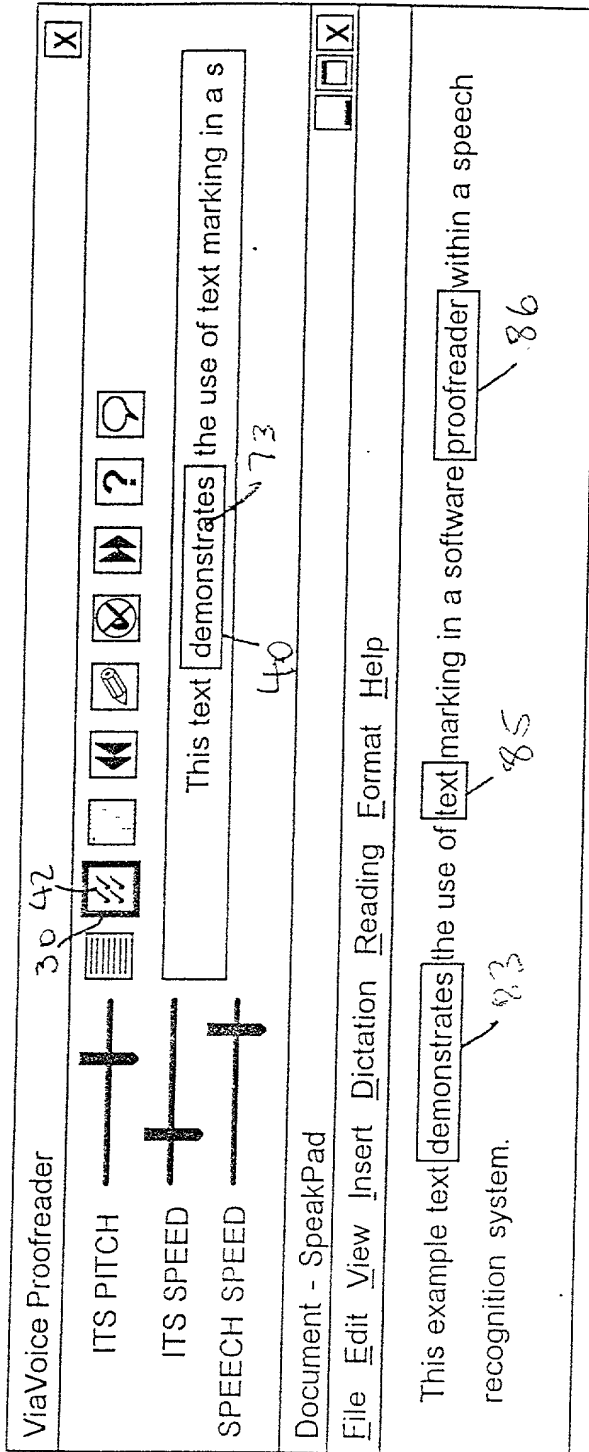 ViaVoice Proofreader X
30 42
ITS PITCH
?
ITS SPEED
This text demonstrates the use of text marking in a s
SPEECH SPEED
40 73
Document - SpeakPad X
File Edit View Insert Dictation Reading Format Help
This example text demonstrates the use of text marking in a software proofreader within a speech
83 85 86
recognition system.